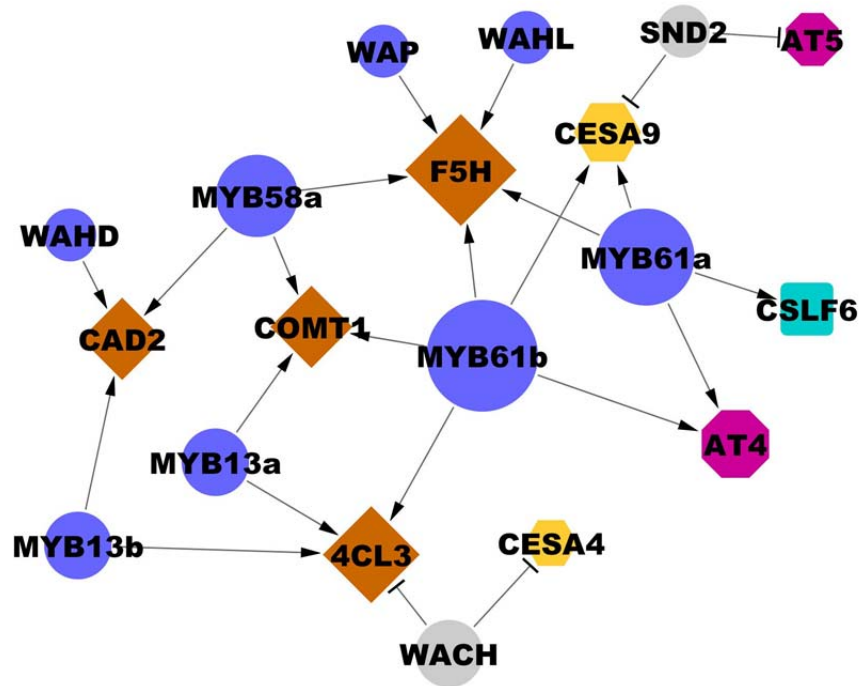 SND2
AT5
WAP
WAHL
CESA9
F5H
MYB58a
WAHD
MYB61a
CSLF6
CAD2
COMT1
MYB61b
AT4
MYB13a
MYB13b
4CL3
CESA4
WACH